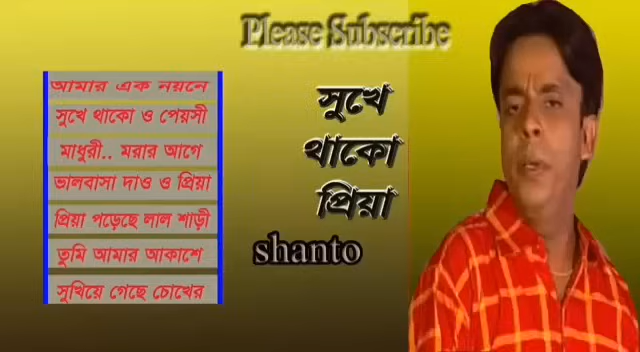 Please Subscribe
আমার এক নয়নে
সুখে থাকো ও পেয়সী
মাধুরী.. মরার আগে
ভালবাসা দাও ও প্রিয়া
প্রিয়া পড়েছে লাল শাড়ী
তুমি আমার আকাশে
সুখিয়ে গেছে চোখের
সুখে
থাকো
প্রিয়া
shanto